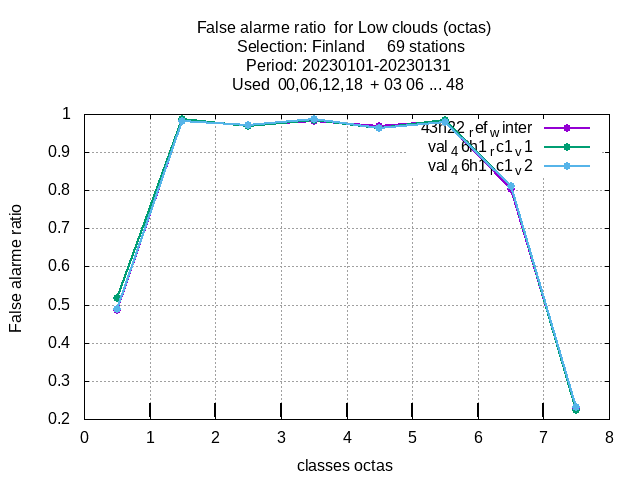 False alarme ratio  for Low clouds (octas)
Selection: Finland     69 stations
Period: 20230101-20230131
Used  00,06,12,18  + 03 06 ... 48
1
0.9
0.8
0.7
0.6
0.5
0.4
0.3
0.2
False alarme ratio
43h22_ref_winter
val_46h1_rc1_v1
val_46h1_rc1_v2
0 1 2 3 4 5 6 7 8
classes octas